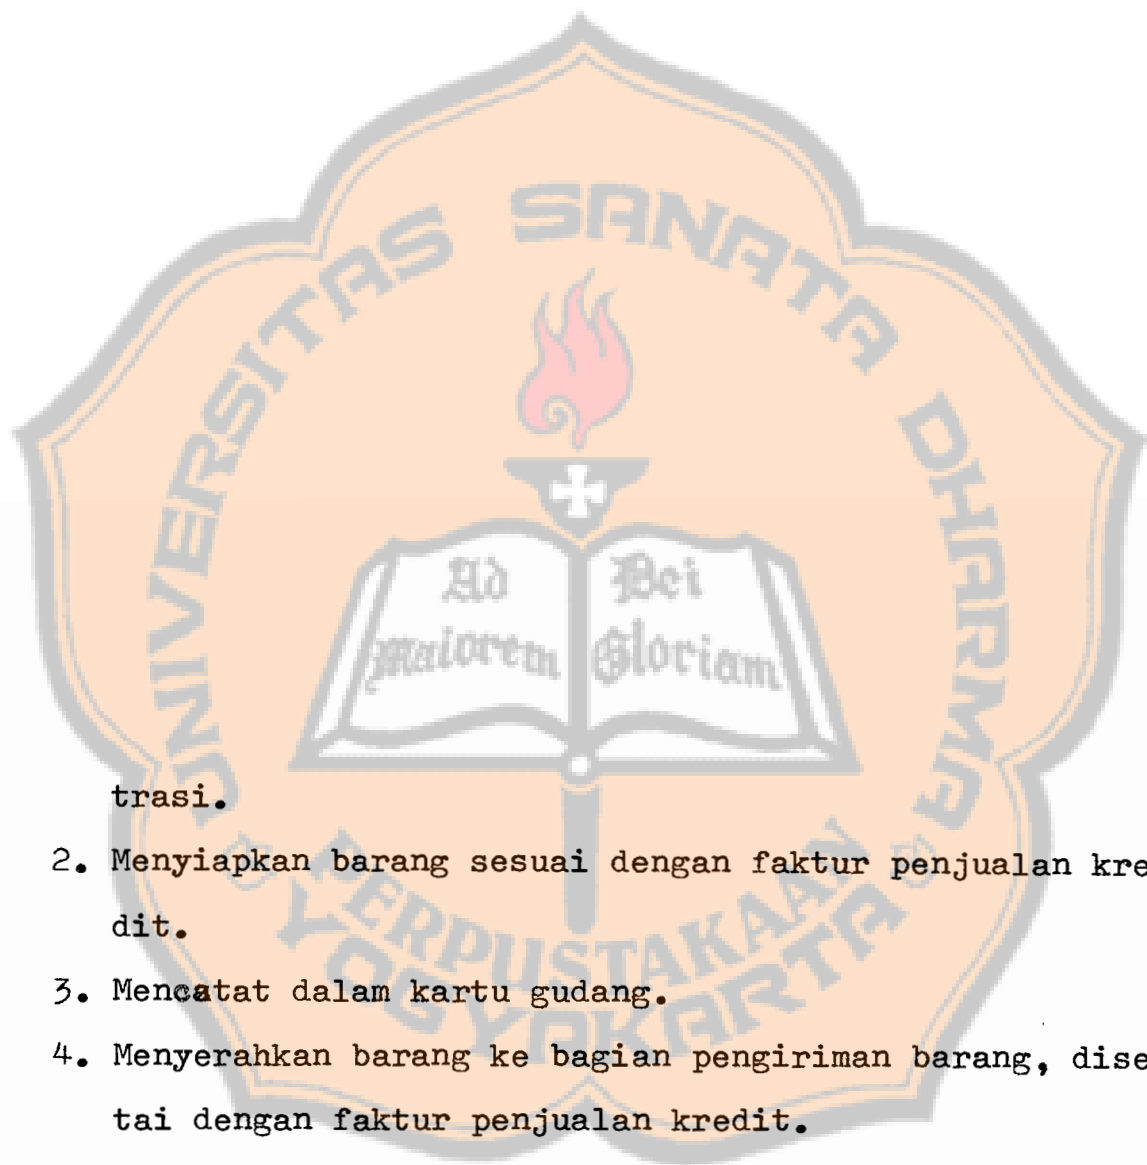 UNIVERSITAS SANATA DHARMA
Ad Dei
maiorem Gloriam
PERPUSTAKAAN
YOGYAKARTA
trasi.
2. Menyiapkan barang sesuai dengan faktur penjualan kre
dit.
3. Mencatat dalam kartu gudang.
4. Menyerahkan barang ke bagian pengiriman barang, dise
tai dengan faktur penjualan kredit.